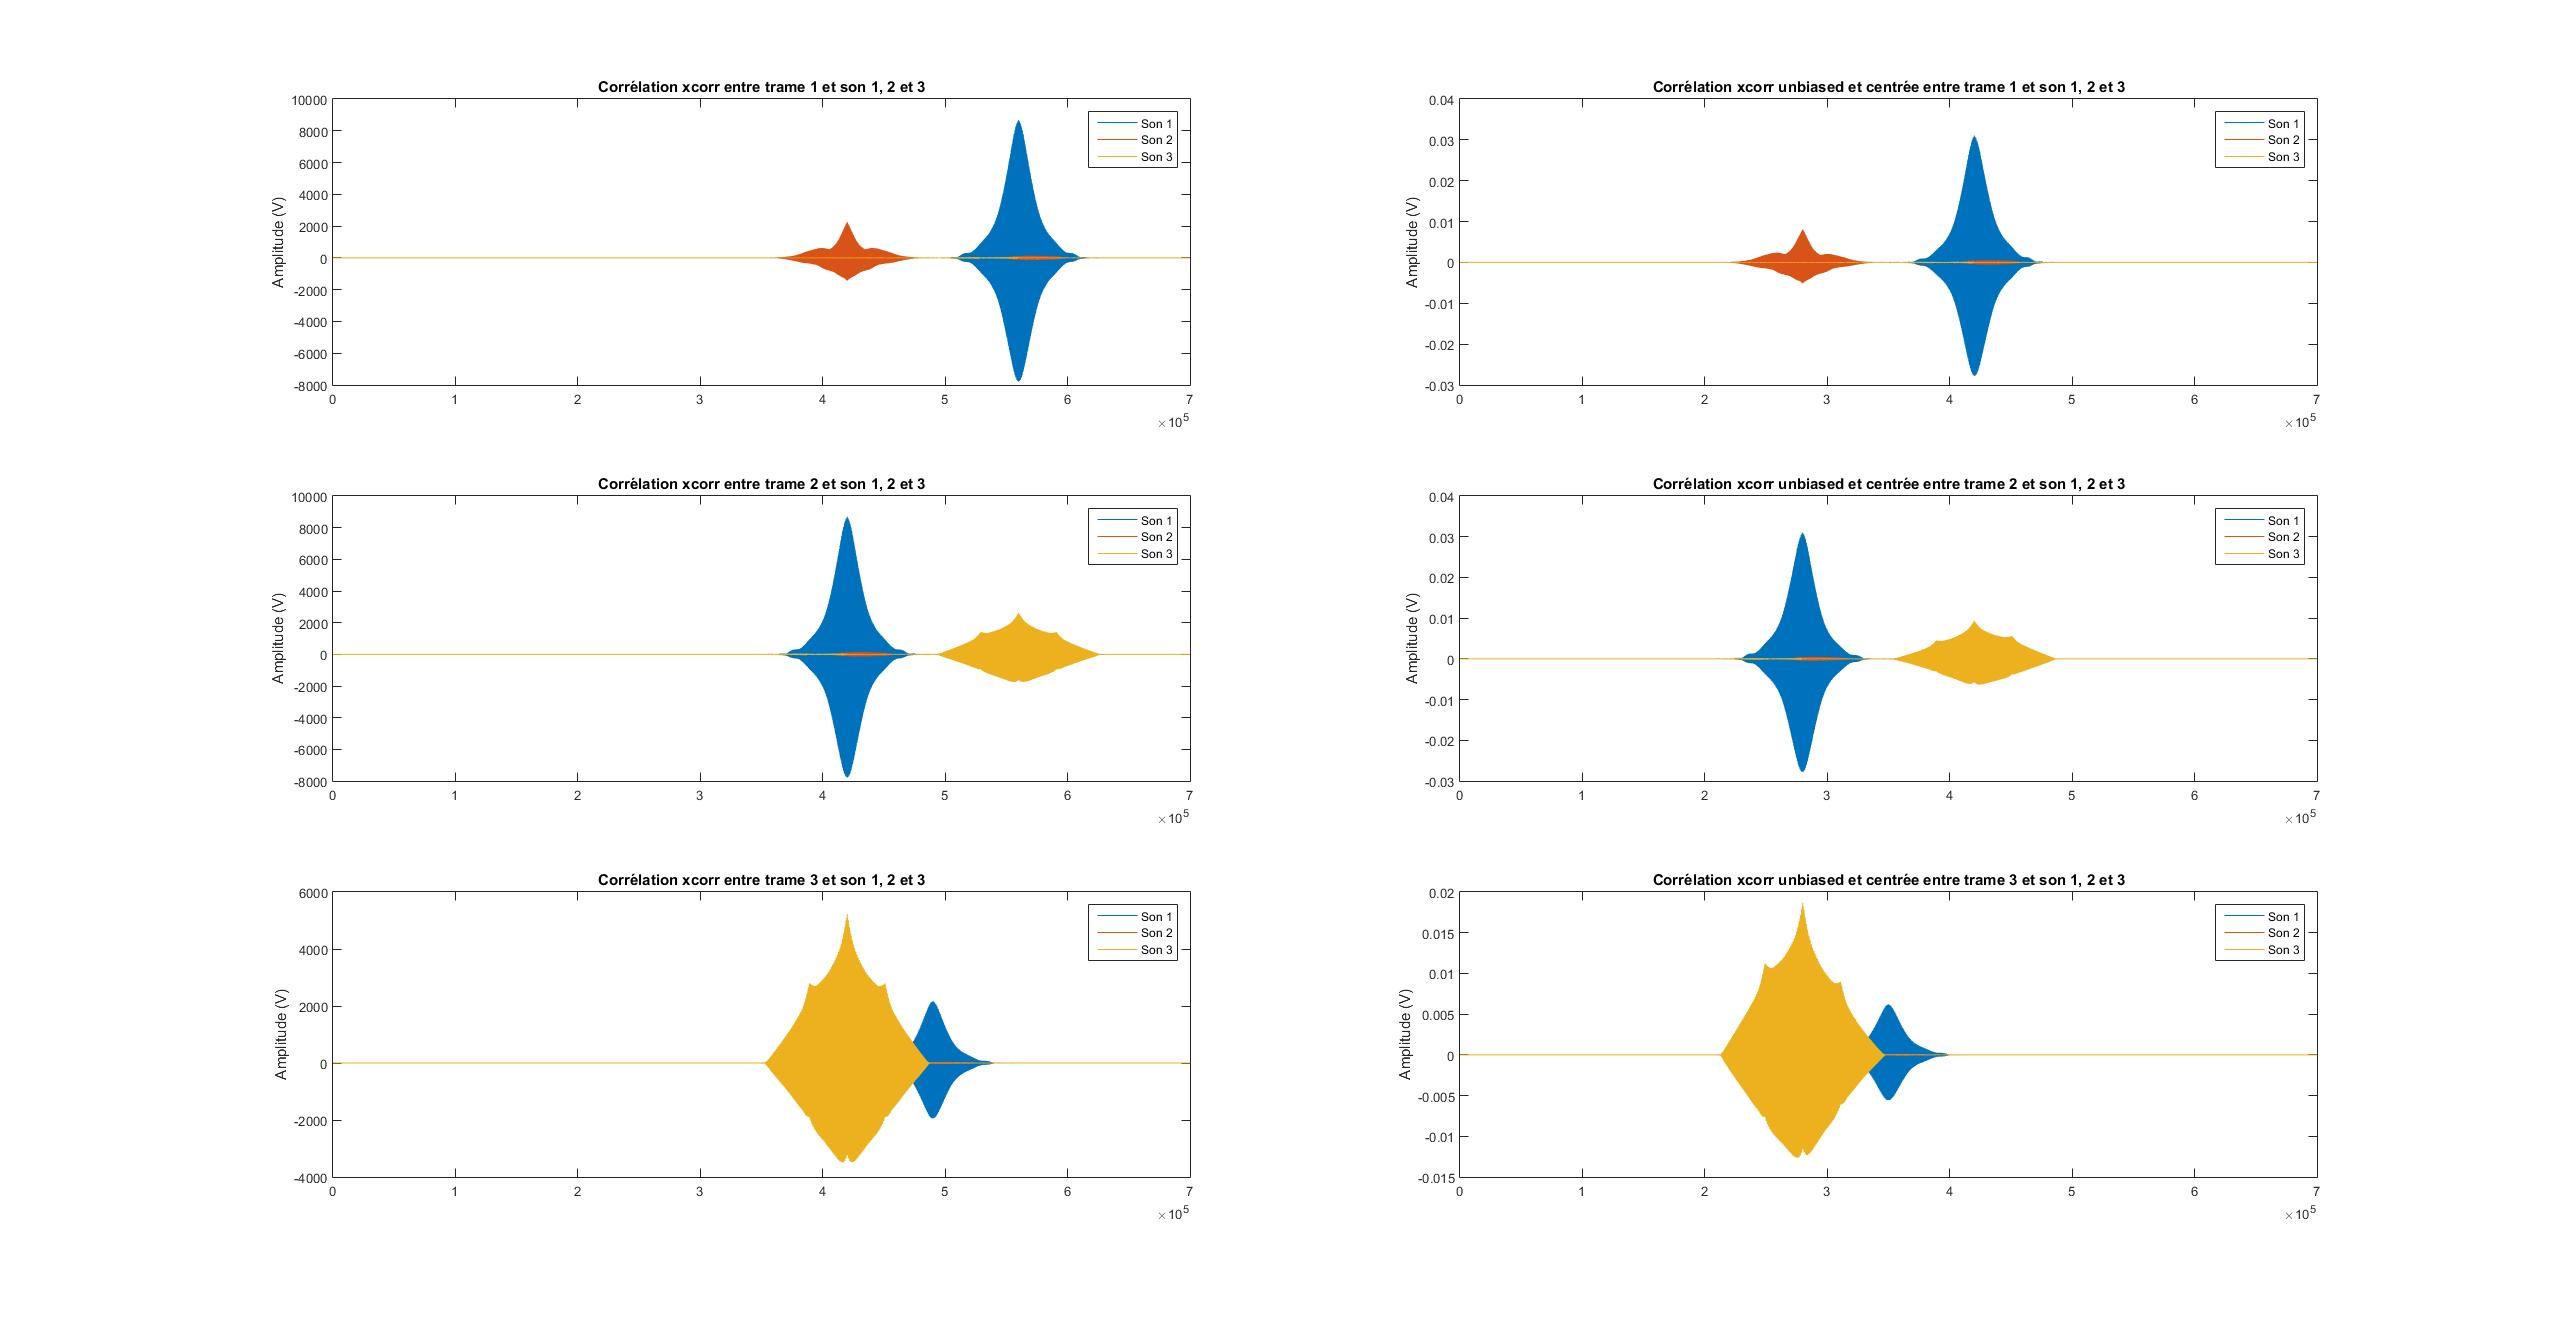 Corrélation xcorr entre trame 1 et son 1, 2 et 3
Amplitude (V)
10000
8000
6000
4000
2000
0
-2000
-4000
-6000
-8000
0 1 2 3 4 5 6 7
×10^5
Son 1
Son 2
Son 3
Corrélation xcorr unbiased et centrée entre trame 1 et son 1, 2 et 3
Amplitude (V)
0.04
0.03
0.02
0.01
0
-0.01
-0.02
-0.03
0 1 2 3 4 5 6 7
×10^5
Son 1
Son 2
Son 3
Corrélation xcorr entre trame 2 et son 1, 2 et 3
Amplitude (V)
10000
8000
6000
4000
2000
0
-2000
-4000
-6000
-8000
0 1 2 3 4 5 6 7
×10^5
Son 1
Son 2
Son 3
Corrélation xcorr unbiased et centrée entre trame 2 et son 1, 2 et 3
Amplitude (V)
0.04
0.03
0.02
0.01
0
-0.01
-0.02
-0.03
0 1 2 3 4 5 6 7
×10^5
Son 1
Son 2
Son 3
Corrélation xcorr entre trame 3 et son 1, 2 et 3
Amplitude (V)
6000
4000
2000
0
-2000
-4000
0 1 2 3 4 5 6 7
×10^5
Son 1
Son 2
Son 3
Corrélation xcorr unbiased et centrée entre trame 3 et son 1, 2 et 3
Amplitude (V)
0.02
0.015
0.01
0.005
0
-0.005
-0.01
-0.015
0 1 2 3 4 5 6 7
×10^5
Son 1
Son 2
Son 3